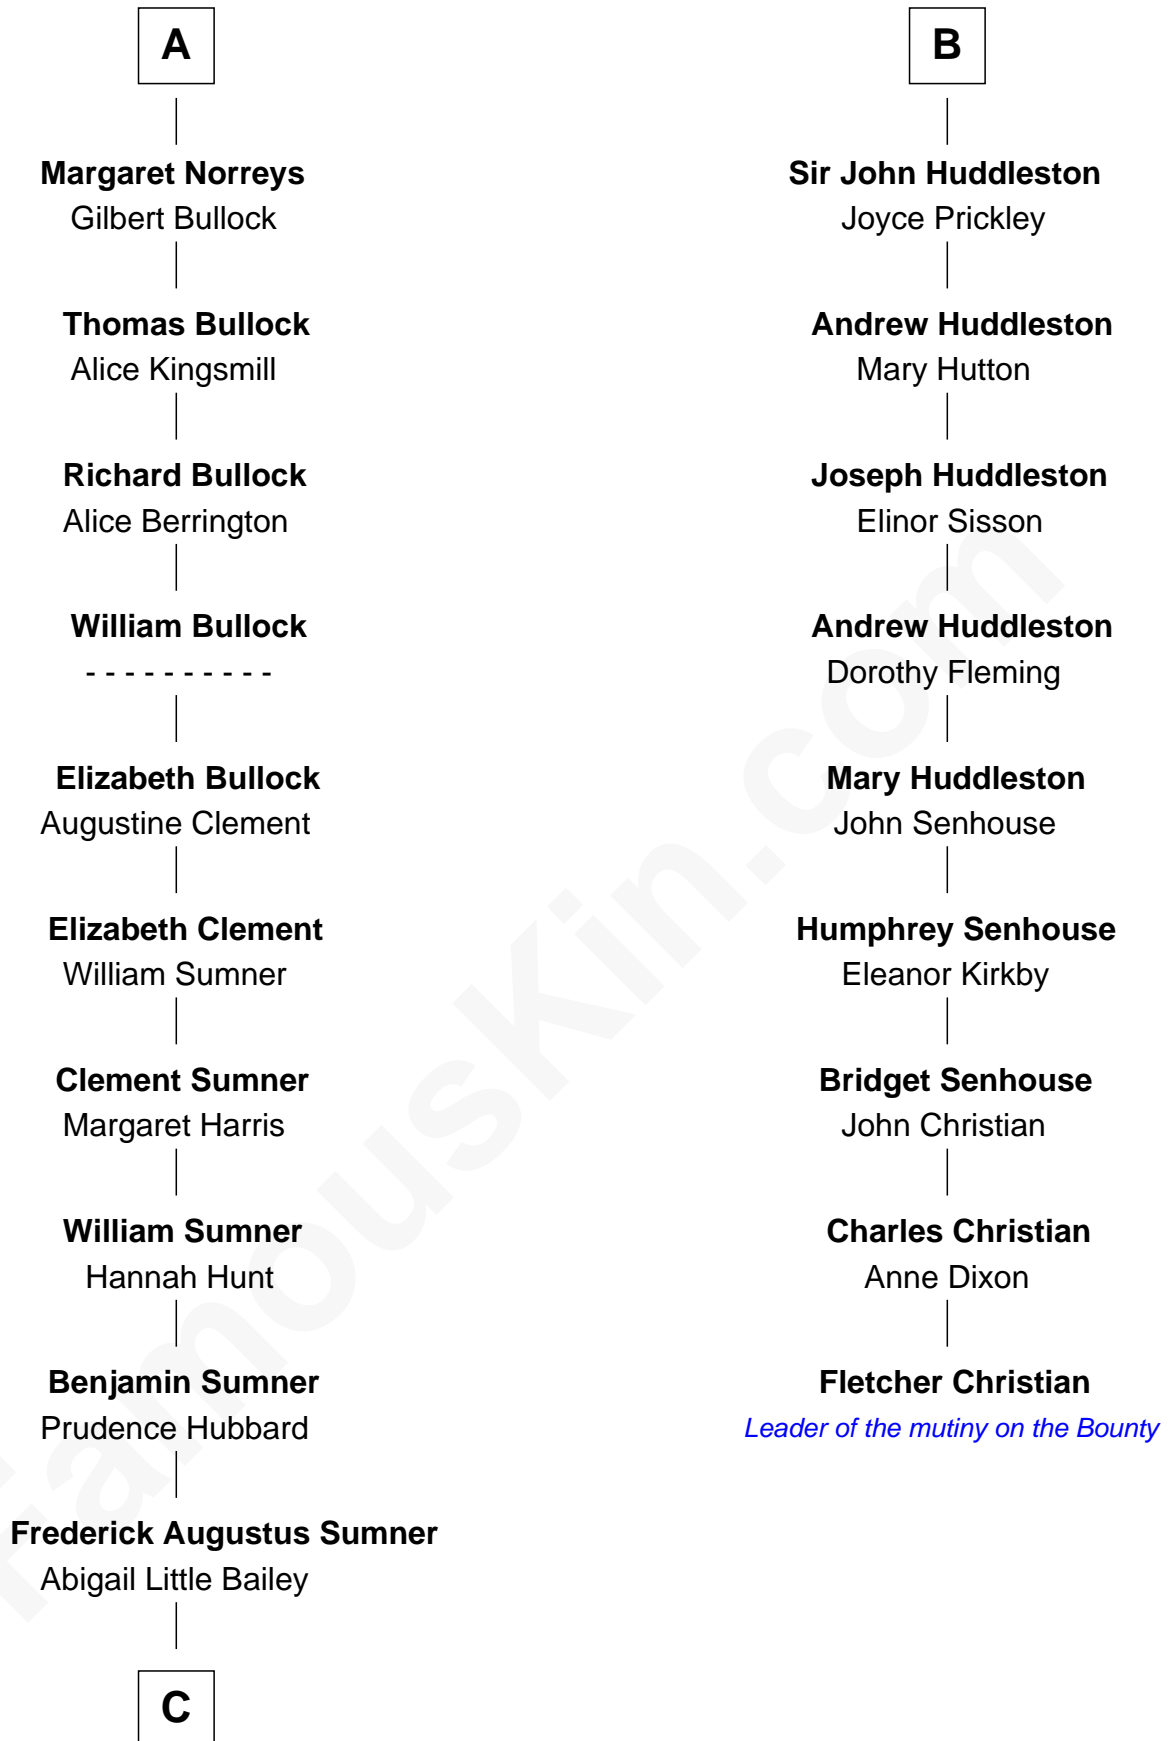 A
Margaret Norreys
Gilbert Bullock
Thomas Bullock
Alice Kingsmill
Richard Bullock
Alice Berrington
William Bullock
- - - - - - - - - -
Elizabeth Bullock
Augustine Clement
Elizabeth Clement
William Sumner
Clement Sumner
Margaret Harris
William Sumner
Hannah Hunt
Benjamin Sumner
Prudence Hubbard
Frederick Augustus Sumner
Abigail Little Bailey
C
B
Sir John Huddleston
Joyce Prickley
Andrew Huddleston
Mary Hutton
Joseph Huddleston
Elinor Sisson
Andrew Huddleston
Dorothy Fleming
Mary Huddleston
John Senhouse
Humphrey Senhouse
Eleanor Kirkby
Bridget Senhouse
John Christian
Charles Christian
Anne Dixon
Fletcher Christian
Leader of the mutiny on the Bounty
FamousKin.com